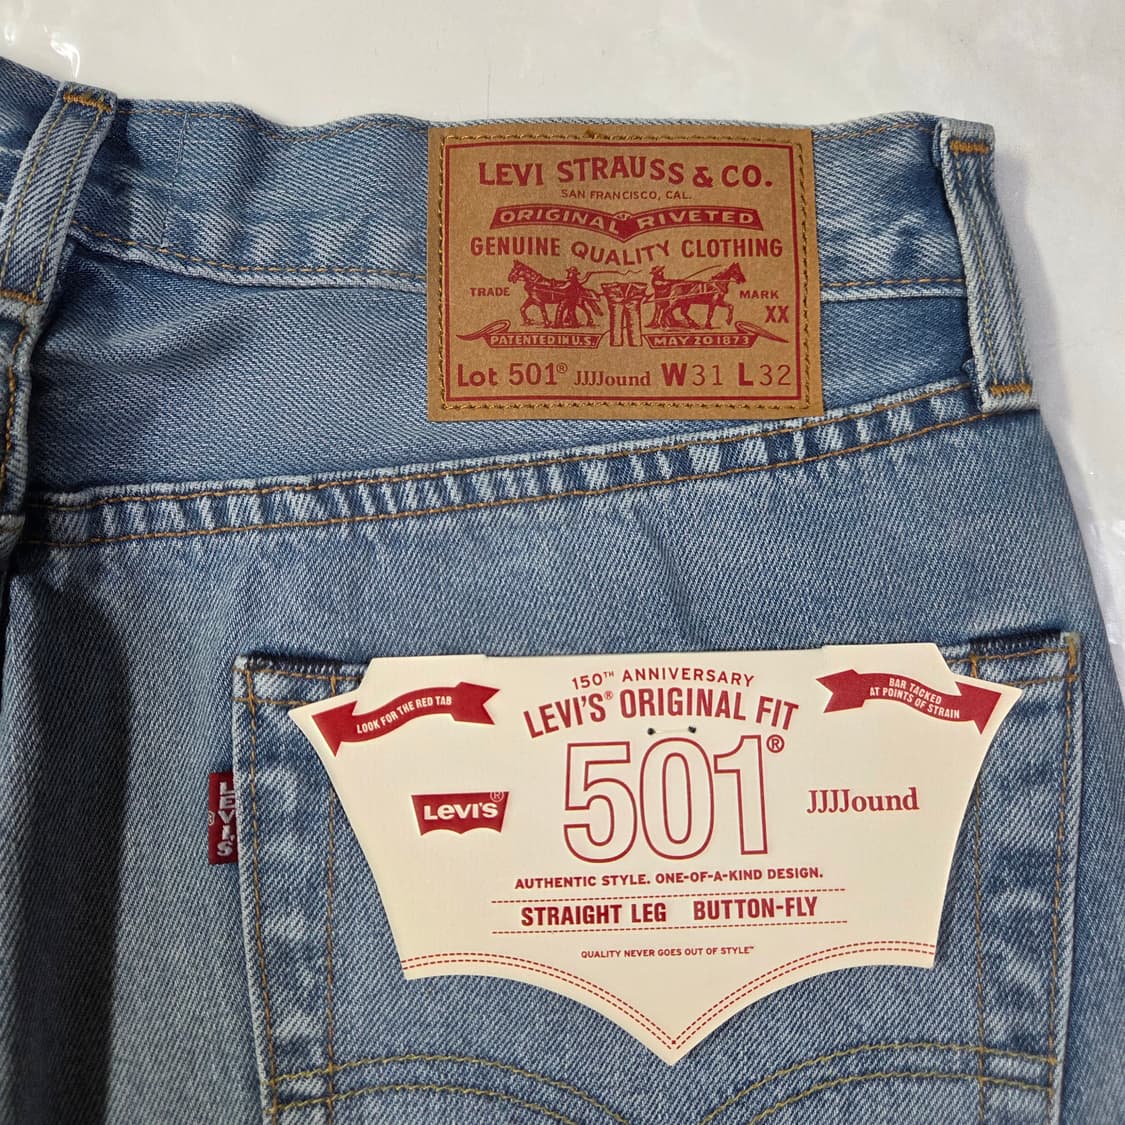 LEVI STRAUSS & CO.
SAN FRANCISCO, CAL.
ORIGINAL RIVETED
GENUINE QUALITY CLOTHING
TRADE MARK
XX
PATENTED IN U.S. MAY 20 1873
Lot 501® JJJJound W31 L32
150TH ANNIVERSARY
LEVI'S® ORIGINAL FIT
LOOK FOR THE RED TAB
BAR TACKED
AT POINTS OF STRAIN
501®
LEVI'S®
JJJJound
AUTHENTIC STYLE. ONE-OF-A-KIND DESIGN.
STRAIGHT LEG BUTTON-FLY
QUALITY NEVER GOES OUT OF STYLE™
LEVI'S
®